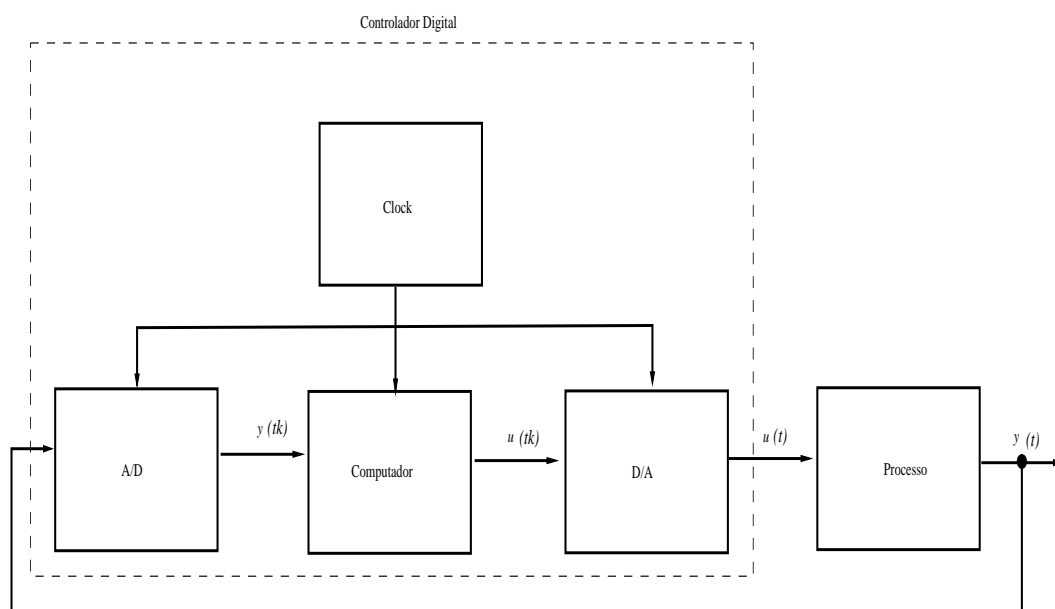 Controlador Digital
Clock
A/D
y (tk)
Computador
u (tk)
D/A
u (t)
Processo
y (t)